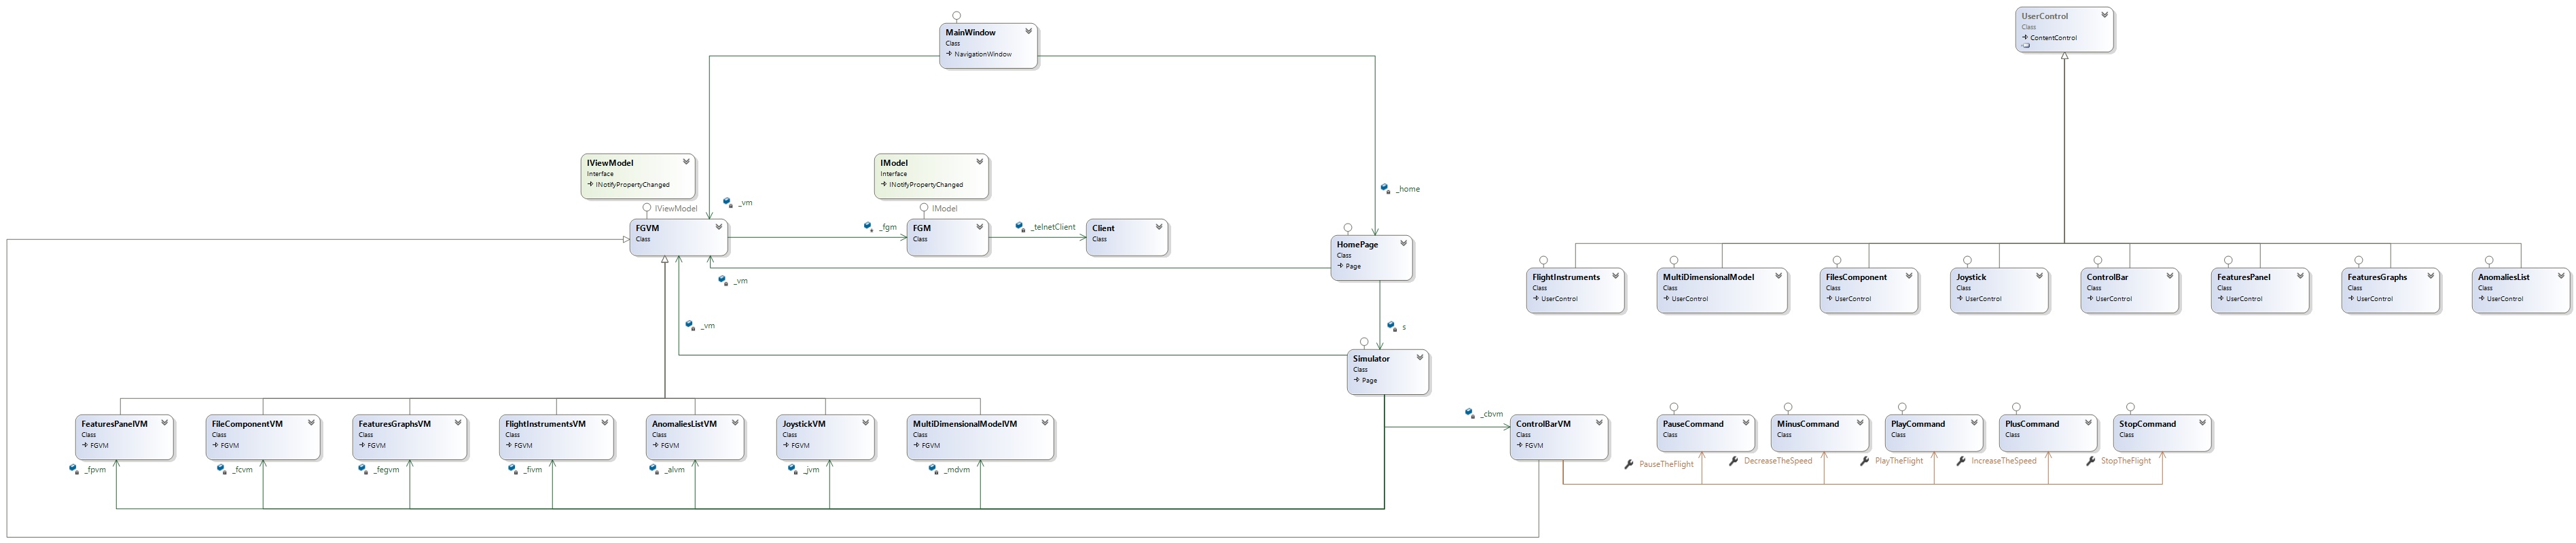 MainWindow
Class
NavigationWindow
UserControl
Class
ContentControl
IViewModel
Interface
INotifyPropertyChanged
IModel
Interface
INotifyPropertyChanged
_vm
_home
IViewModel
IModel
FGVM
Class
_fgm
FGM
Class
_telnetClient
Client
Class
HomePage
Class
Page
_vm
FlightInstruments
Class
UserControl
MultiDimensionalModel
Class
UserControl
FilesComponent
Class
UserControl
Joystick
Class
UserControl
ControlBar
Class
UserControl
FeaturesPanel
Class
UserControl
FeaturesGraphs
Class
UserControl
AnomaliesList
Class
UserControl
_vm
s
Simulator
Class
Page
_cbvm
FeaturesPanelVM
Class
FGVM
FileComponentVM
Class
FGVM
FeaturesGraphsVM
Class
FGVM
FlightInstrumentsVM
Class
FGVM
AnomaliesListVM
Class
FGVM
JoystickVM
Class
FGVM
MultiDimensionalModelVM
Class
FGVM
ControlBarVM
Class
FGVM
PauseCommand
Class
MinusCommand
Class
PlayCommand
Class
PlusCommand
Class
StopCommand
Class
_fpvm
_fcvm
_fegvm
_fivm
_alvm
_jvm
_mdvm
PauseTheFlight
DecreaseTheSpeed
PlayTheFlight
IncreaseTheSpeed
StopTheFlight